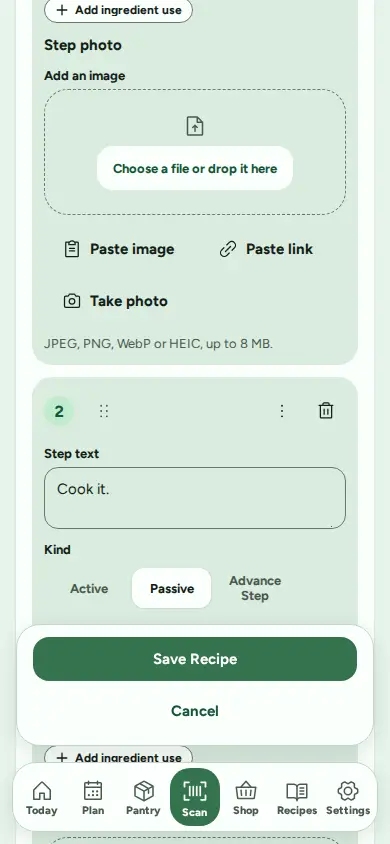 Add ingredient use
Step photo
Add an image
Choose a file or drop it here
Paste image
Paste link
Take photo
JPEG, PNG, WebP or HEIC, up to 8 MB.
2
Step text
Cook it.
Kind
Active
Passive
Advance
Step
Save Recipe
Cancel
Add ingredient use
Today
Plan
Pantry
Scan
Shop
Recipes
Settings